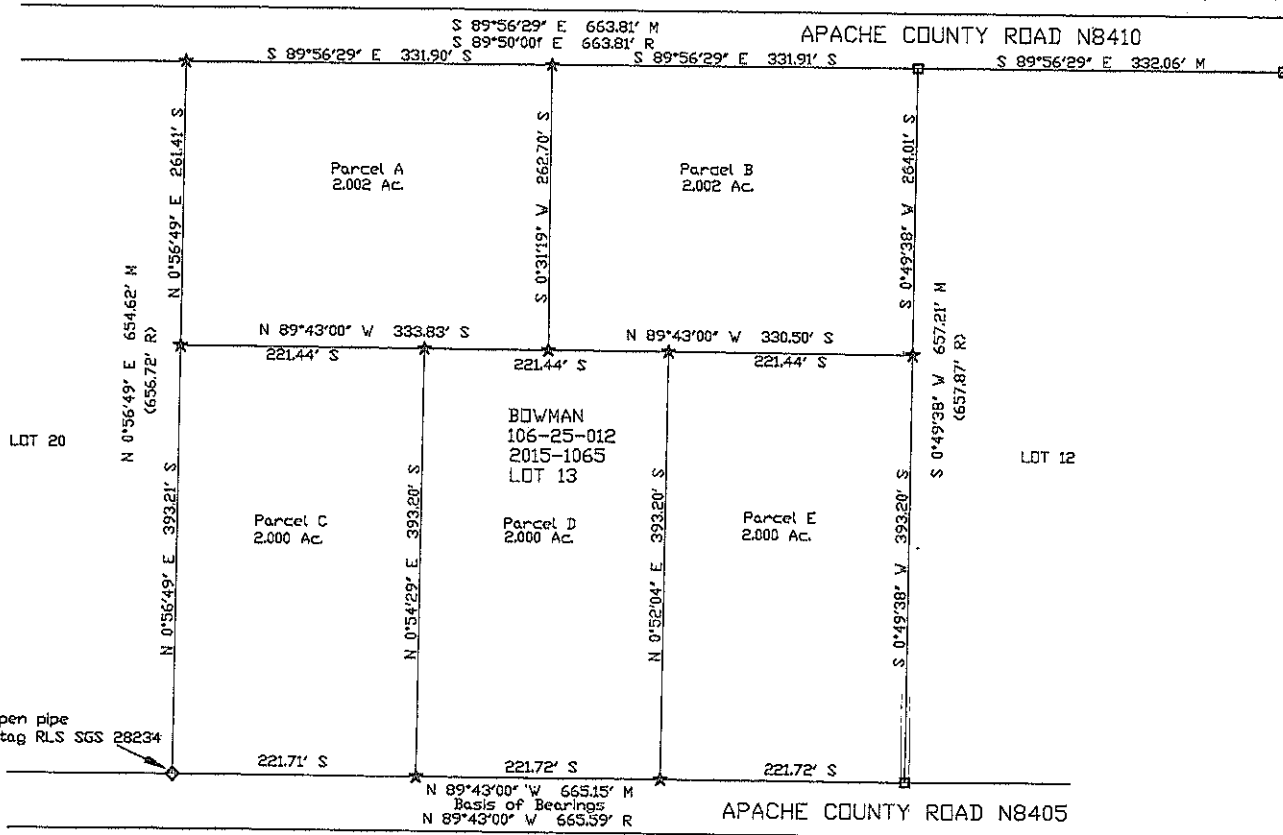 S 89°56'29" E 663.81' M
S 89°50'00" E 663.81' R
APACHE COUNTY ROAD N8410
S 89°56'29" E 331.90' S
S 89°56'29" E 331.91' S
S 89°56'29" E 332.06' M
N 0°56'49" E 261.41' S
Parcel A
2.002 Ac.
S 0°31'19" W 262.70' S
Parcel B
2.002 Ac.
S 0°49'38" W 264.01' S
N 0°56'49" E 654.62' M
(656.72' R)
N 89°43'00" W 333.83' S
N 89°43'00" W 330.50' S
221.44' S
221.44' S
221.44' S
S 0°49'38" W 657.21' M
(657.87' R)
LOT 20
BOWMAN
106-25-012
2015-1065
LOT 13
LOT 12
N 0°56'49" E 393.21' S
Parcel C
2.000 Ac.
N 0°54'29" E 393.20' S
Parcel D
2.000 Ac.
N 0°52'04" E 393.20' S
Parcel E
2.000 Ac.
S 0°49'38" W 393.20' S
pen pipe
tag RLS SGS 28234
221.71' S
221.72' S
221.72' S
N 89°43'00" W 665.15' M
Basis of Bearings
N 89°43'00" W 665.59' R
APACHE COUNTY ROAD N8405